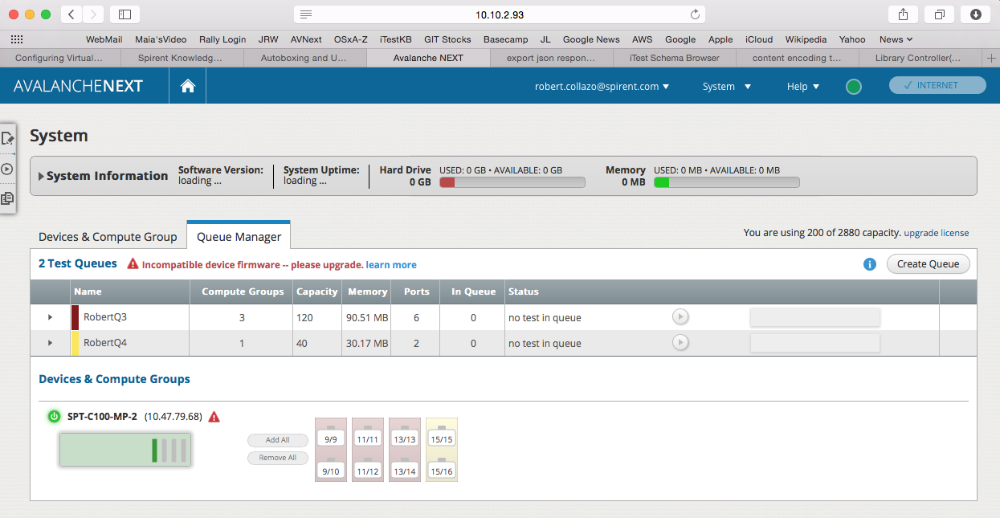 10.10.2.93
WebMail Maia'sVideo Rally Login JRW AVNext OSxA-Z iTestKB GIT Stocks Basecamp JL Google News AWS Google Apple iCloud Wikipedia Yahoo News
Configuring Virtual... Spirent Knowledg... Autoboxing and U... Avalanche NEXT export json respon... iTest Schema Browser content encoding t... Library Controller(...
AVALANCHENEXT robert.collazo@spirent.com System Help INTERNET
System
System Information
Software Version: System Uptime: Hard Drive USED: 0 GB • AVAILABLE: 0 GB Memory USED: 0 MB • AVAILABLE: 0 MB
loading ... loading ... 0 GB 0 MB
Devices & Compute Group Queue Manager You are using 200 of 2880 capacity. upgrade license
2 Test Queues Incompatible device firmware -- please upgrade. learn more Create Queue
Name Compute Groups Capacity Memory Ports In Queue Status
RobertQ3 3 120 90.51 MB 6 0 no test in queue
RobertQ4 1 40 30.17 MB 2 0 no test in queue
Devices & Compute Groups
SPT-C100-MP-2 (10.47.79.68)
Add All 9/9 11/11 13/13 15/15
Remove All 9/10 11/12 13/14 15/16